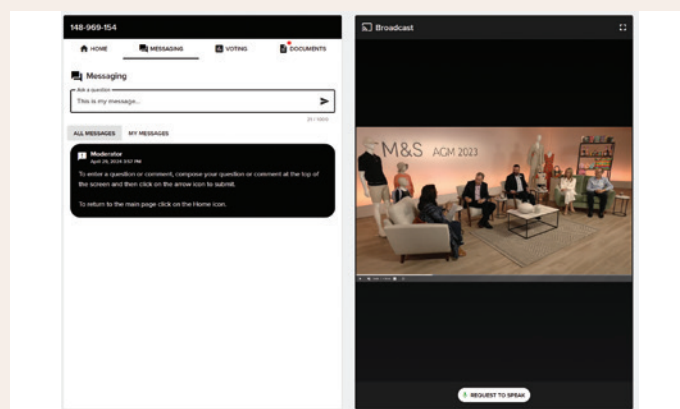 148-969-154
HOME
MESSAGING
VOTING
DOCUMENTS
Messaging
Ask a question
This is my message...
ALL MESSAGES
MY MESSAGES
Moderator
To enter a question or comment, compose your question or comment at the top of
the screen and then click on the arrow icon to submit.
To return to the main page click on the Home icon.
Broadcast
M&S AGM 2023
REQUEST TO SPEAK